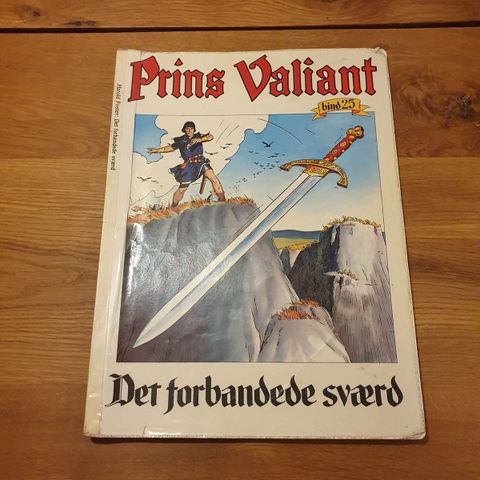 Prins Valiant
bind 25
Harold Foster: Det forbandede sværd
Det forbandede sværd